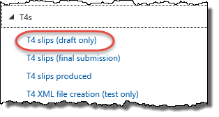 T4s
T4 slips (draft only)
T4 slips (final submission)
T4 slips produced
T4 XML file creation (test only)